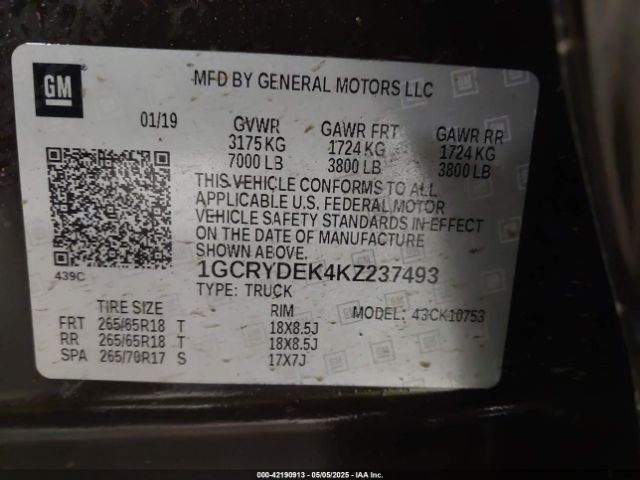 GM
MFD BY GENERAL MOTORS LLC
01/19
GVWR GAWR FRT GAWR RR
3175 KG 1724 KG 1724 KG
7000 LB 3800 LB 3800 LB
THIS VEHICLE CONFORMS TO ALL
APPLICABLE U.S. FEDERAL MOTOR
VEHICLE SAFETY STANDARDS IN EFFECT
ON THE DATE OF MANUFACTURE
SHOWN ABOVE.
439C
1GCRYDEK4KZ237493
TYPE: TRUCK MODEL: 43CK10753
TIRE SIZE RIM
FRT 265/65R18 T 18X8.5J
RR 265/65R18 T 18X8.5J
SPA 265/70R17 S 17X7J
000-42190913 - 05/05/2025 - IAAI.COM